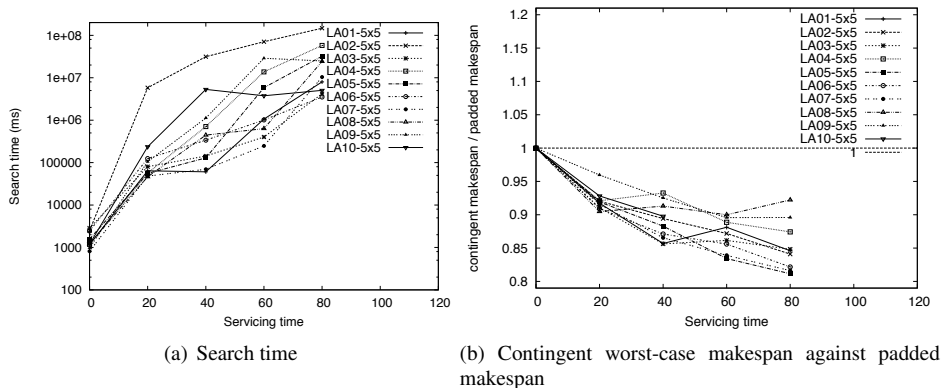 1e+08
1e+07
1e+06
100000
10000
1000
100
Search time (ms)
0 20 40 60 80 100 120
Servicing time
LA01-5x5
LA02-5x5
LA03-5x5
LA04-5x5
LA05-5x5
LA06-5x5
LA07-5x5
LA08-5x5
LA09-5x5
LA10-5x5
(a) Search time
1.2
1.15
1.1
1.05
1
0.95
0.9
0.85
0.8
contingent makespan / padded makespan
0 20 40 60 80 100 120
Servicing time
LA01-5x5
LA02-5x5
LA03-5x5
LA04-5x5
LA05-5x5
LA06-5x5
LA07-5x5
LA08-5x5
LA09-5x5
LA10-5x5
1
(b) Contingent worst-case makespan against padded
makespan